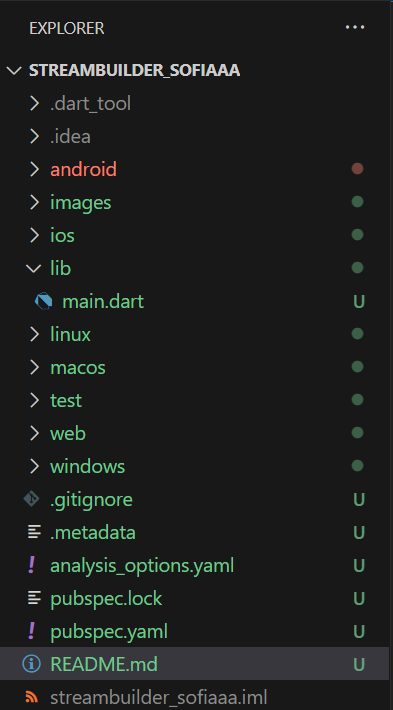 EXPLORER
STREAMBUILDER_SOFIAAA
.dart_tool
.idea
android
images
ios
lib
main.dart U
linux
macos
test
web
windows
.gitignore U
.metadata U
analysis_options.yaml U
pubspec.lock U
pubspec.yaml U
README.md U
streambuilder_sofiaaa.iml